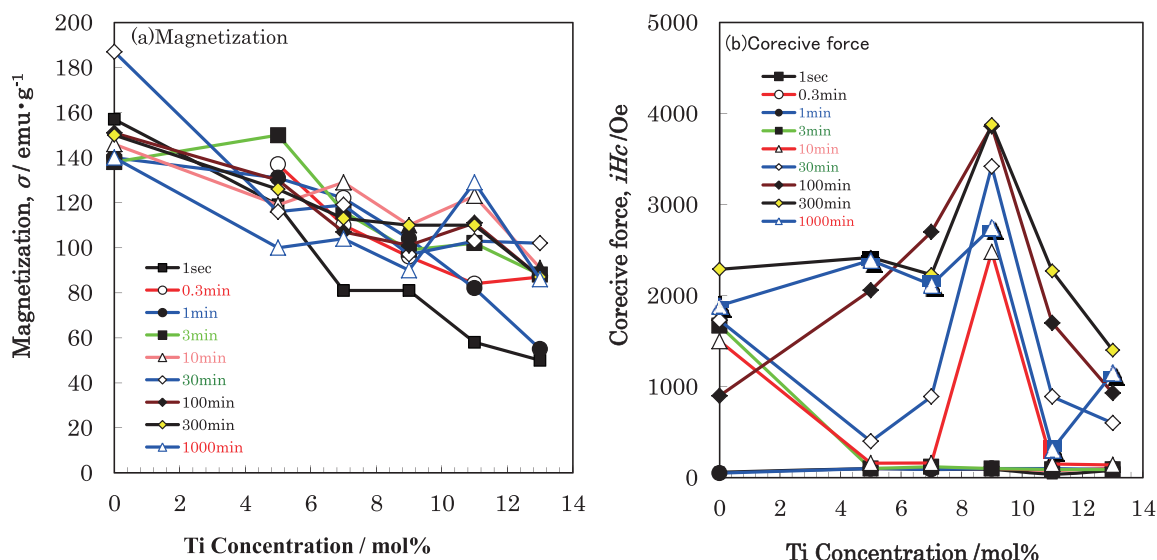 (a)Magnetization
Magnetization, σ / emu・g-1
200
180
160
140
120
100
80
60
40
20
0
1sec
0.3min
1min
3min
10min
30min
100min
300min
1000min
0 2 4 6 8 10 12 14
Ti Concentration / mol%
(b)Corecive force
Corecive force, iHc /Oe
5000
4000
3000
2000
1000
0
1sec
0.3min
1min
3min
10min
30min
100min
300min
1000min
0 2 4 6 8 10 12 14
Ti Concentration /mol%